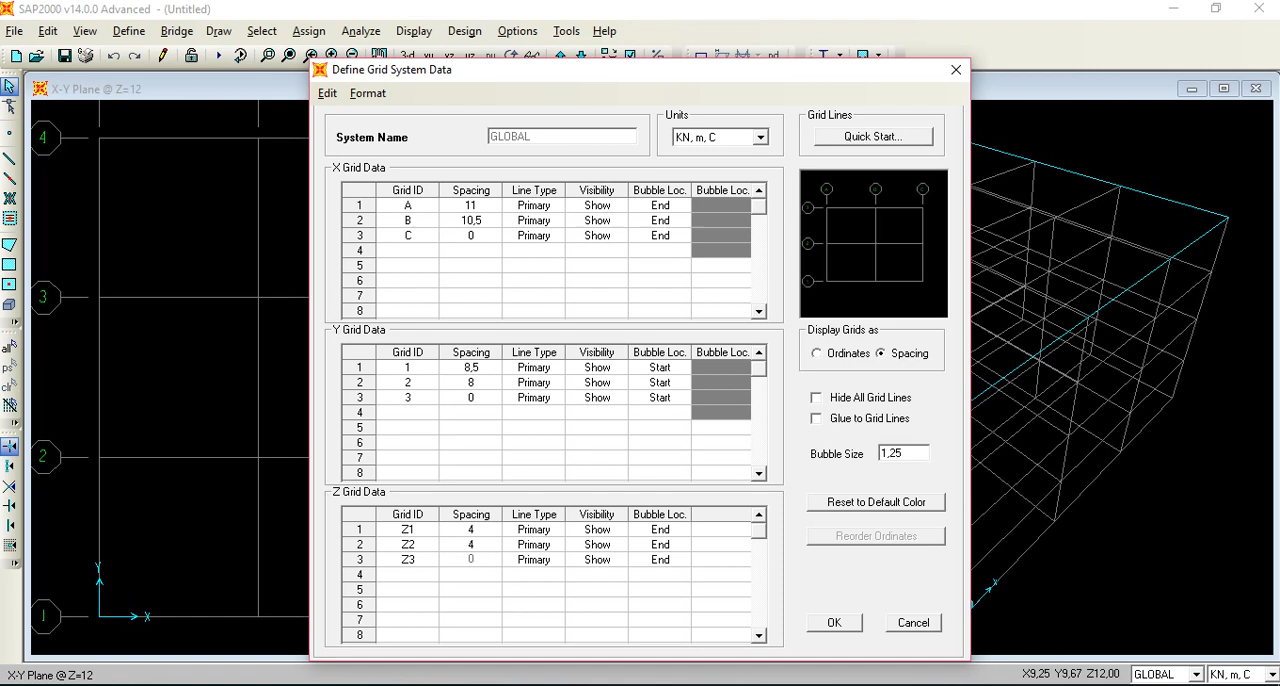 SAP2000 v14.0.0 Advanced - (Untitled)
File Edit View Define Bridge Draw Select Assign Analyze Display Design Options Tools Help
X-Y Plane @ Z=12
4
3
2
1
Y
X
Define Grid System Data
Edit Format
System Name GLOBAL
Units
KN, m, C
Grid Lines
Quick Start...
X Grid Data
Grid ID Spacing Line Type Visibility Bubble Loc. Bubble Loc.
1 A 11 Primary Show End
2 B 10,5 Primary Show End
3 C 0 Primary Show End
4
5
6
7
8
Y Grid Data
Grid ID Spacing Line Type Visibility Bubble Loc. Bubble Loc.
1 1 8,5 Primary Show Start
2 2 8 Primary Show Start
3 3 0 Primary Show Start
4
5
6
7
8
Z Grid Data
Grid ID Spacing Line Type Visibility Bubble Loc.
1 Z1 4 Primary Show End
2 Z2 4 Primary Show End
3 Z3 0 Primary Show End
4
5
6
7
8
Display Grids as
Ordinates Spacing
Hide All Grid Lines
Glue to Grid Lines
Bubble Size 1,25
Reset to Default Color
Reorder Ordinates
OK Cancel
X
X-Y Plane @ Z=12
X9,25 Y9,67 Z12,00 GLOBAL KN, m, C